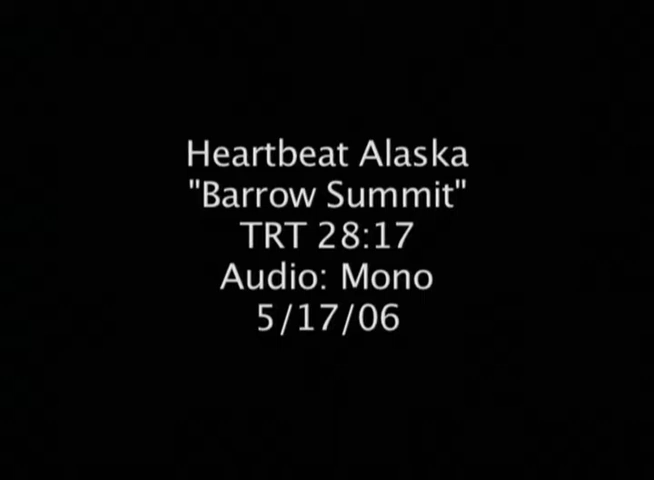 Heartbeat Alaska
"Barrow Summit"
TRT 28:17
Audio: Mono
5/17/06